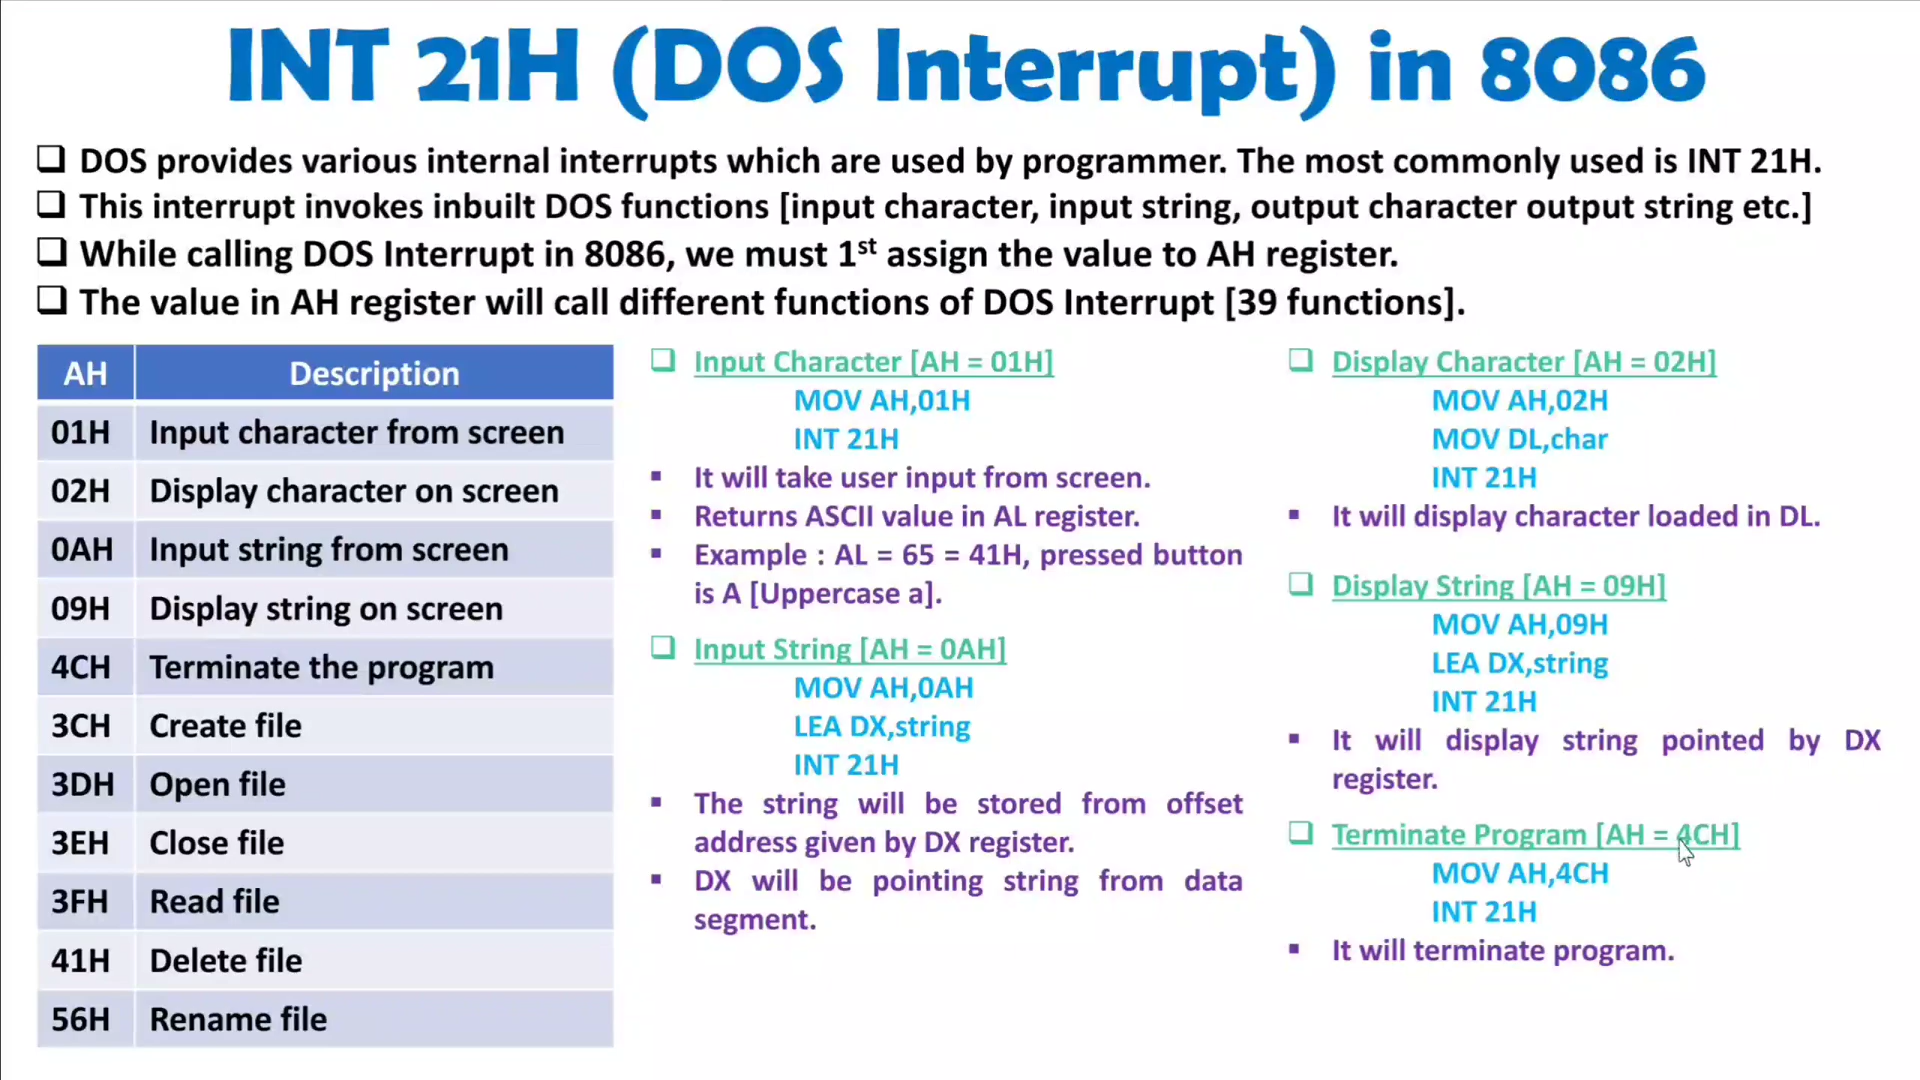 INT 21H (DOS Interrupt) in 8086
DOS provides various internal interrupts which are used by programmer. The most commonly used is INT 21H.
This interrupt invokes inbuilt DOS functions [input character, input string, output character output string etc.]
While calling DOS Interrupt in 8086, we must 1st assign the value to AH register.
The value in AH register will call different functions of DOS Interrupt [39 functions].
AH Description
01H Input character from screen
02H Display character on screen
0AH Input string from screen
09H Display string on screen
4CH Terminate the program
3CH Create file
3DH Open file
3EH Close file
3FH Read file
41H Delete file
56H Rename file
Input Character [AH = 01H]
MOV AH,01H
INT 21H
It will take user input from screen.
Returns ASCII value in AL register.
Example : AL = 65 = 41H, pressed button
is A [Uppercase a].
Input String [AH = 0AH]
MOV AH,0AH
LEA DX,string
INT 21H
The string will be stored from offset
address given by DX register.
DX will be pointing string from data
segment.
Display Character [AH = 02H]
MOV AH,02H
MOV DL,char
INT 21H
It will display character loaded in DL.
Display String [AH = 09H]
MOV AH,09H
LEA DX,string
INT 21H
It will display string pointed by DX
register.
Terminate Program [AH = 4CH]
MOV AH,4CH
INT 21H
It will terminate program.